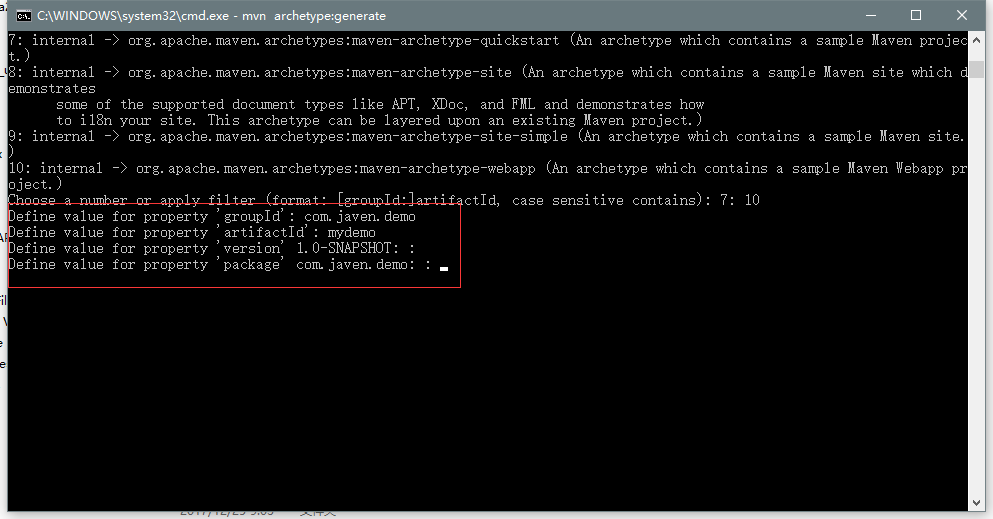 C:\WINDOWS\system32\cmd.exe - mvn  archetype:generate
7: internal -> org.apache.maven.archetypes:maven-archetype-quickstart (An archetype which contains a sample Maven projec
t.)
8: internal -> org.apache.maven.archetypes:maven-archetype-site (An archetype which contains a sample Maven site which d
emonstrates
      some of the supported document types like APT, XDoc, and FML and demonstrates how
      to i18n your site. This archetype can be layered upon an existing Maven project.)
9: internal -> org.apache.maven.archetypes:maven-archetype-site-simple (An archetype which contains a sample Maven site.
)
10: internal -> org.apache.maven.archetypes:maven-archetype-webapp (An archetype which contains a sample Maven Webapp pr
oject.)
Choose a number or apply filter (format: [groupId:]artifactId, case sensitive contains): 7: 10
Define value for property 'groupId': com.javen.demo
Define value for property 'artifactId': mydemo
Define value for property 'version' 1.0-SNAPSHOT: :
Define value for property 'package' com.javen.demo: :